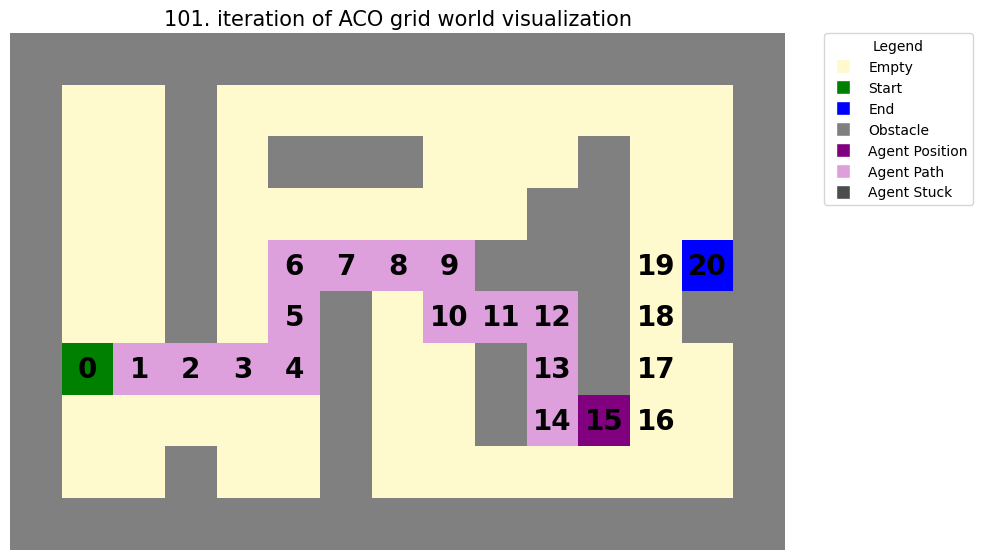 101. iteration of ACO grid world visualization
Legend
Empty
Start
End
Obstacle
Agent Position
Agent Path
Agent Stuck
6 7 8 9 19 20
5 10 11 12 18
0 1 2 3 4 13 17
14 15 16